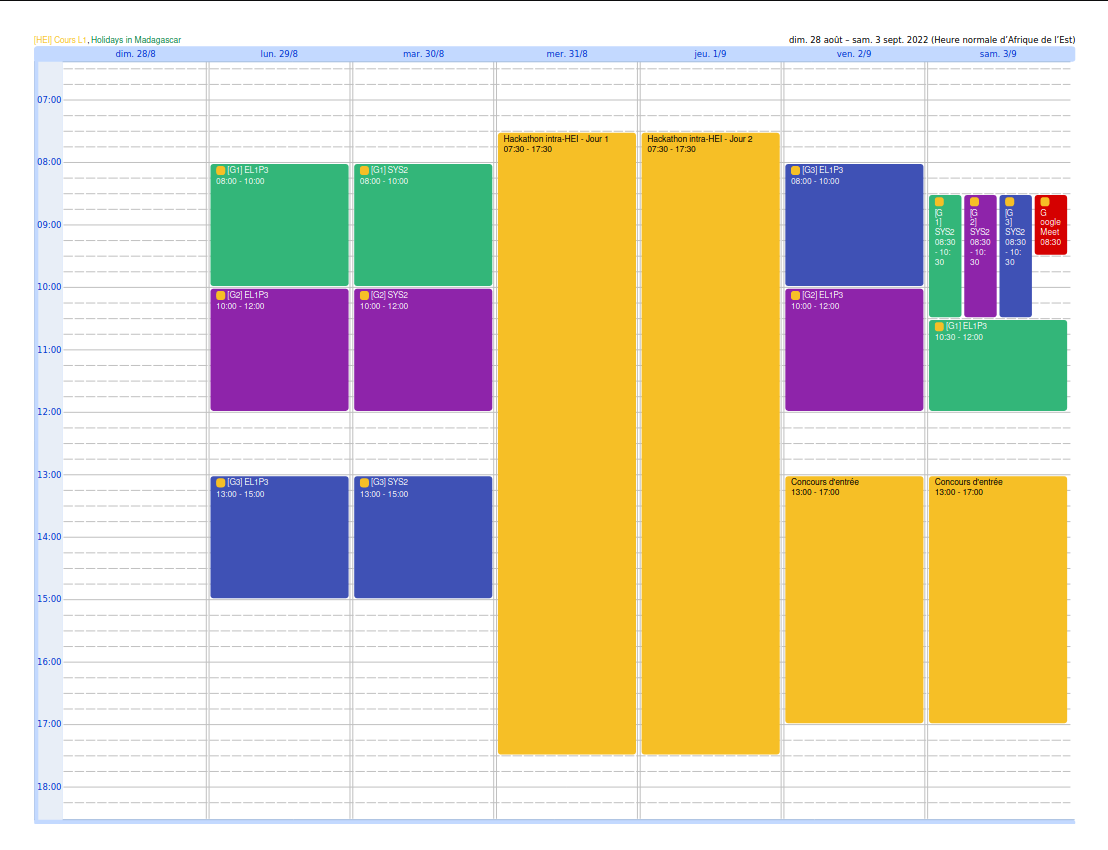 [HEI] Cours L1, Holidays in Madagascar
dim. 28 août – sam. 3 sept. 2022 (Heure normale d’Afrique de l’Est)
dim. 28/8
lun. 29/8
mar. 30/8
mer. 31/8
jeu. 1/9
ven. 2/9
sam. 3/9
07:00
08:00
09:00
10:00
11:00
12:00
13:00
14:00
15:00
16:00
17:00
18:00
[G1] EL1P3
08:00 - 10:00
[G2] EL1P3
10:00 - 12:00
[G3] EL1P3
13:00 - 15:00
[G1] SYS2
08:00 - 10:00
[G2] SYS2
10:00 - 12:00
[G3] SYS2
13:00 - 15:00
Hackathon intra-HEI - Jour 1
07:30 - 17:30
Hackathon intra-HEI - Jour 2
07:30 - 17:30
[G3] EL1P3
08:00 - 10:00
[G2] EL1P3
10:00 - 12:00
Concours d'entrée
13:00 - 17:00
[G
1]
SYS2
08:30
- 10:
30
[G
2]
SYS2
08:30
- 10:
30
[G
3]
SYS2
08:30
- 10:
30
G
oogle
Meet
08:30
[G1] EL1P3
10:30 - 12:00
Concours d'entrée
13:00 - 17:00